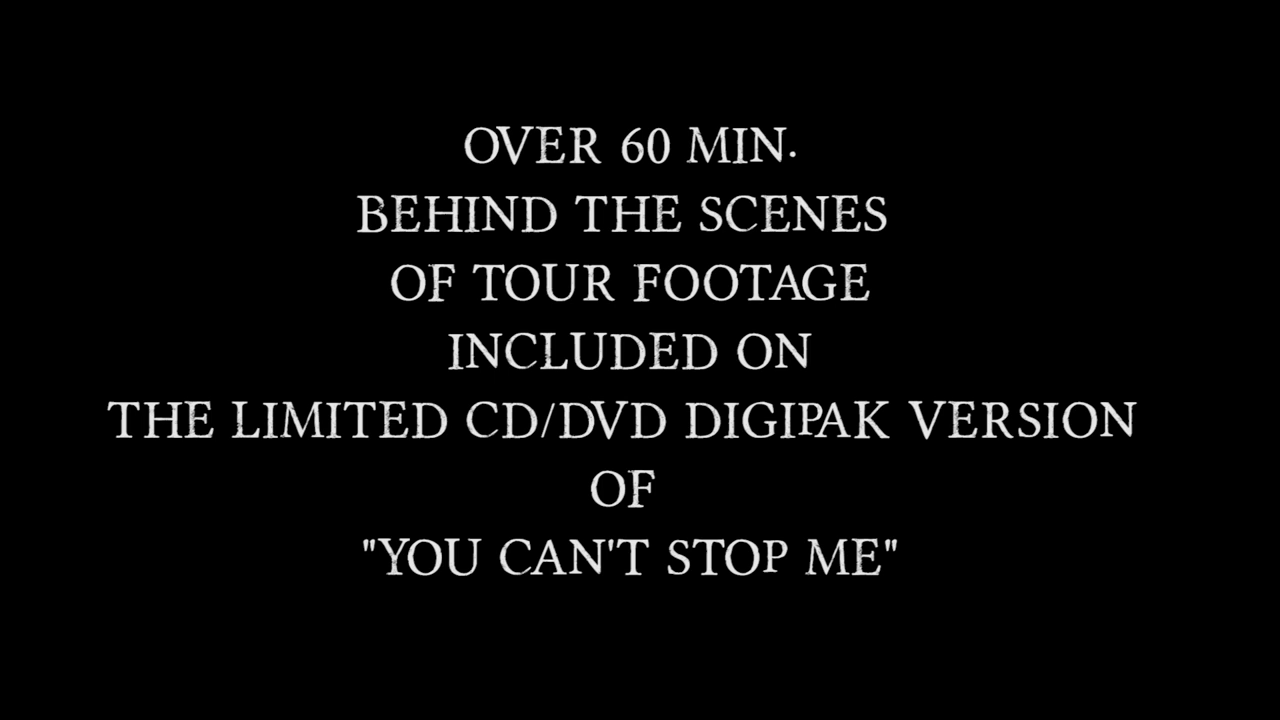 OVER 60 MIN.
BEHIND THE SCENES
OF TOUR FOOTAGE
INCLUDED ON
THE LIMITED CD/DVD DIGIPAK VERSION
OF
"YOU CAN'T STOP ME"